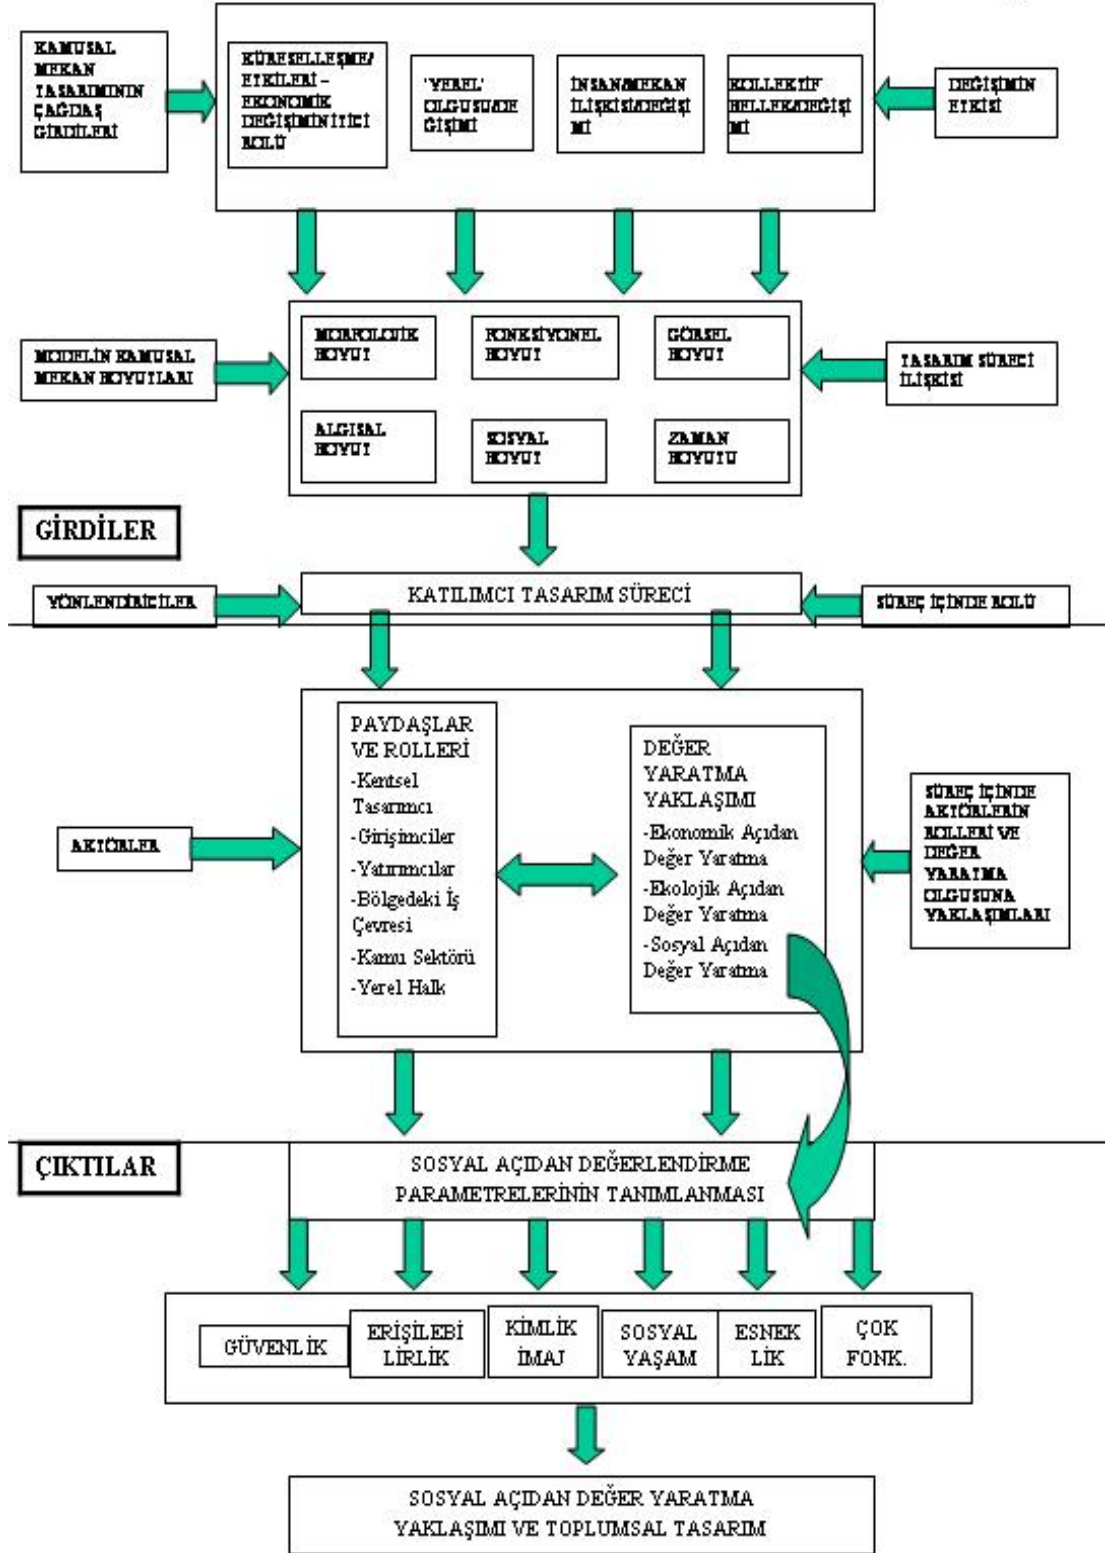 KAMUSAL
MEKAN
TASARIMININ
ÇAĞDAŞ
GİRDİLERİ
KÜRESELLEŞME/
ETKİLERİ –
EKONOMİK
DEĞİŞİMİN İTİCİ
ROLÜ
'YEREL'
OLGUSU/DE
ĞİŞİMİ
İNSAN/MEKAN
İLİŞKİSİ/DEĞİŞİ
Mİ
KOLLEKTİF
BELLEK/DEĞİŞ
İMİ
DEĞİŞİMİN
ETKİSİ
MODELİN KAMUSAL
MEKAN BOYUTLARI
MORFOLOJİK
BOYUT
FONKSİYONEL
BOYUT
GÖRSEL
BOYUT
TASARIM SÜRECİ
İLİŞKİSİ
ALGISAL
BOYUT
SOSYAL
BOYUT
ZAMAN
BOYUTU
GİRDİLER
YÖNLENDİRİCİLER
KATILIMCI TASARIM SÜRECİ
SÜREÇ İÇİNDE ROLÜ
AKTÖRLER
PAYDAŞLAR
VE ROLLERİ
-Kentsel
Tasarımcı
-Girişimciler
-Yatırımcılar
-Bölgedeki İş
Çevresi
-Kamu Sektörü
-Yerel Halk
DEĞER
YARATMA
YAKLAŞIMI
-Ekonomik Açıdan
Değer Yaratma
-Ekolojik Açıdan
Değer Yaratma
-Sosyal Açıdan
Değer Yaratma
SÜREÇ İÇİNDE
AKTÖRLERİN
ROLLERİ VE
DEĞER
YARATMA
OLGUSUNA
YAKLAŞIMLARI
ÇIKTILAR
SOSYAL AÇIDAN DEĞERLENDİRME
PARAMETRELERİNİN TANIMLANMASI
GÜVENLİK
ERİŞİLEBİ
LİRLİK
KİMLİK
İMAJ
SOSYAL
YAŞAM
ESNEK
LİK
ÇOK
FONK.
SOSYAL AÇIDAN DEĞER YARATMA
YAKLAŞIMI VE TOPLUMSAL TASARIM